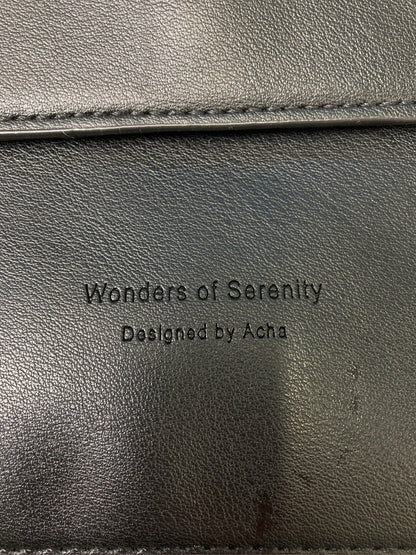 Wonders of Serenity
Designed by Acha